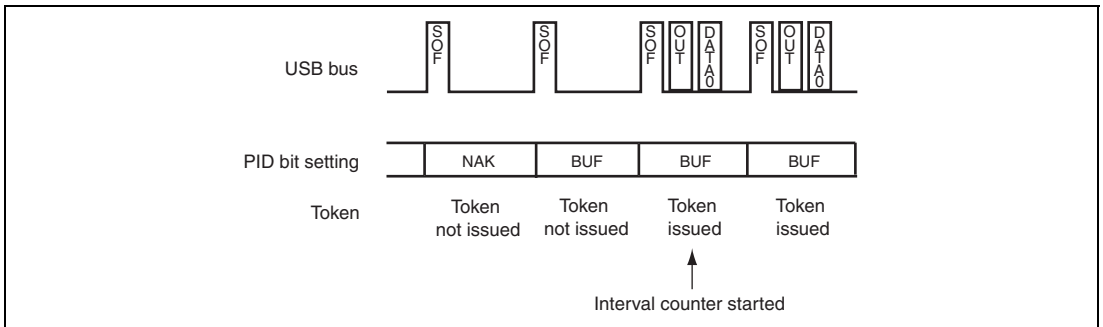 SOF SOF SOF OUT DATA0 SOF OUT DATA0
USB bus
PID bit setting NAK BUF BUF BUF
Token Token not issued Token not issued Token issued Token issued
Interval counter started